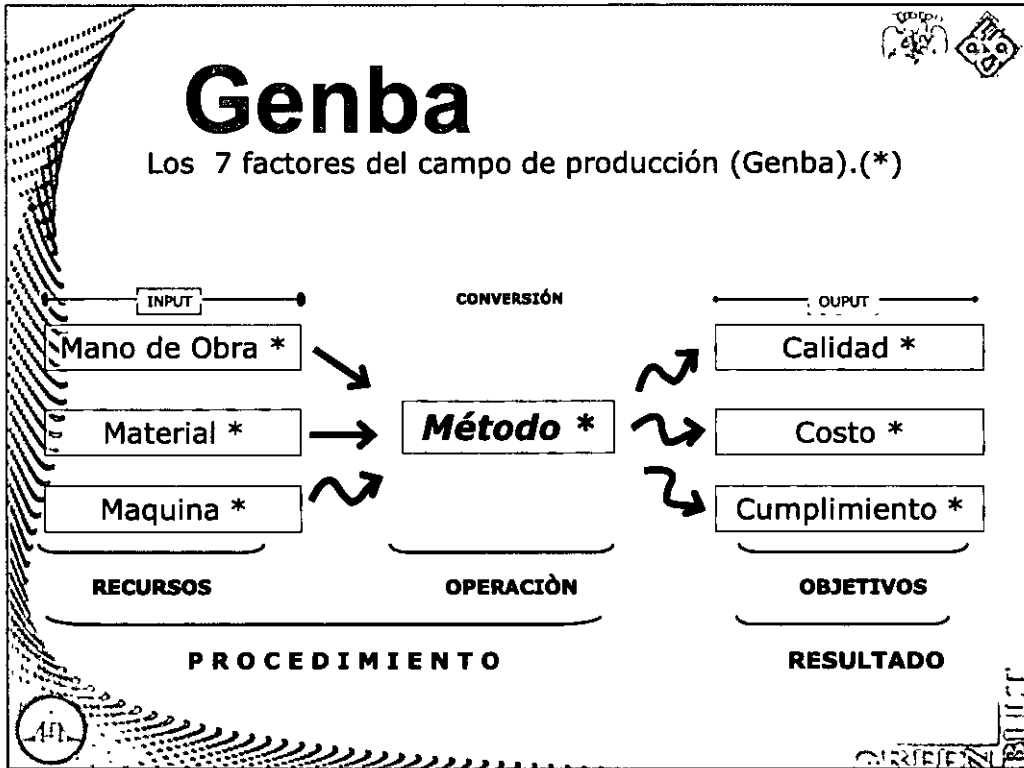 Genba
Los 7 factores del campo de producción (Genba).(*)
INPUT
CONVERSIÓN
OUPUT
Mano de Obra *
Calidad *
Material *
Método *
Costo *
Maquina *
Cumplimiento *
RECURSOS
OPERACIÒN
OBJETIVOS
PROCEDIMIENTO
RESULTADO